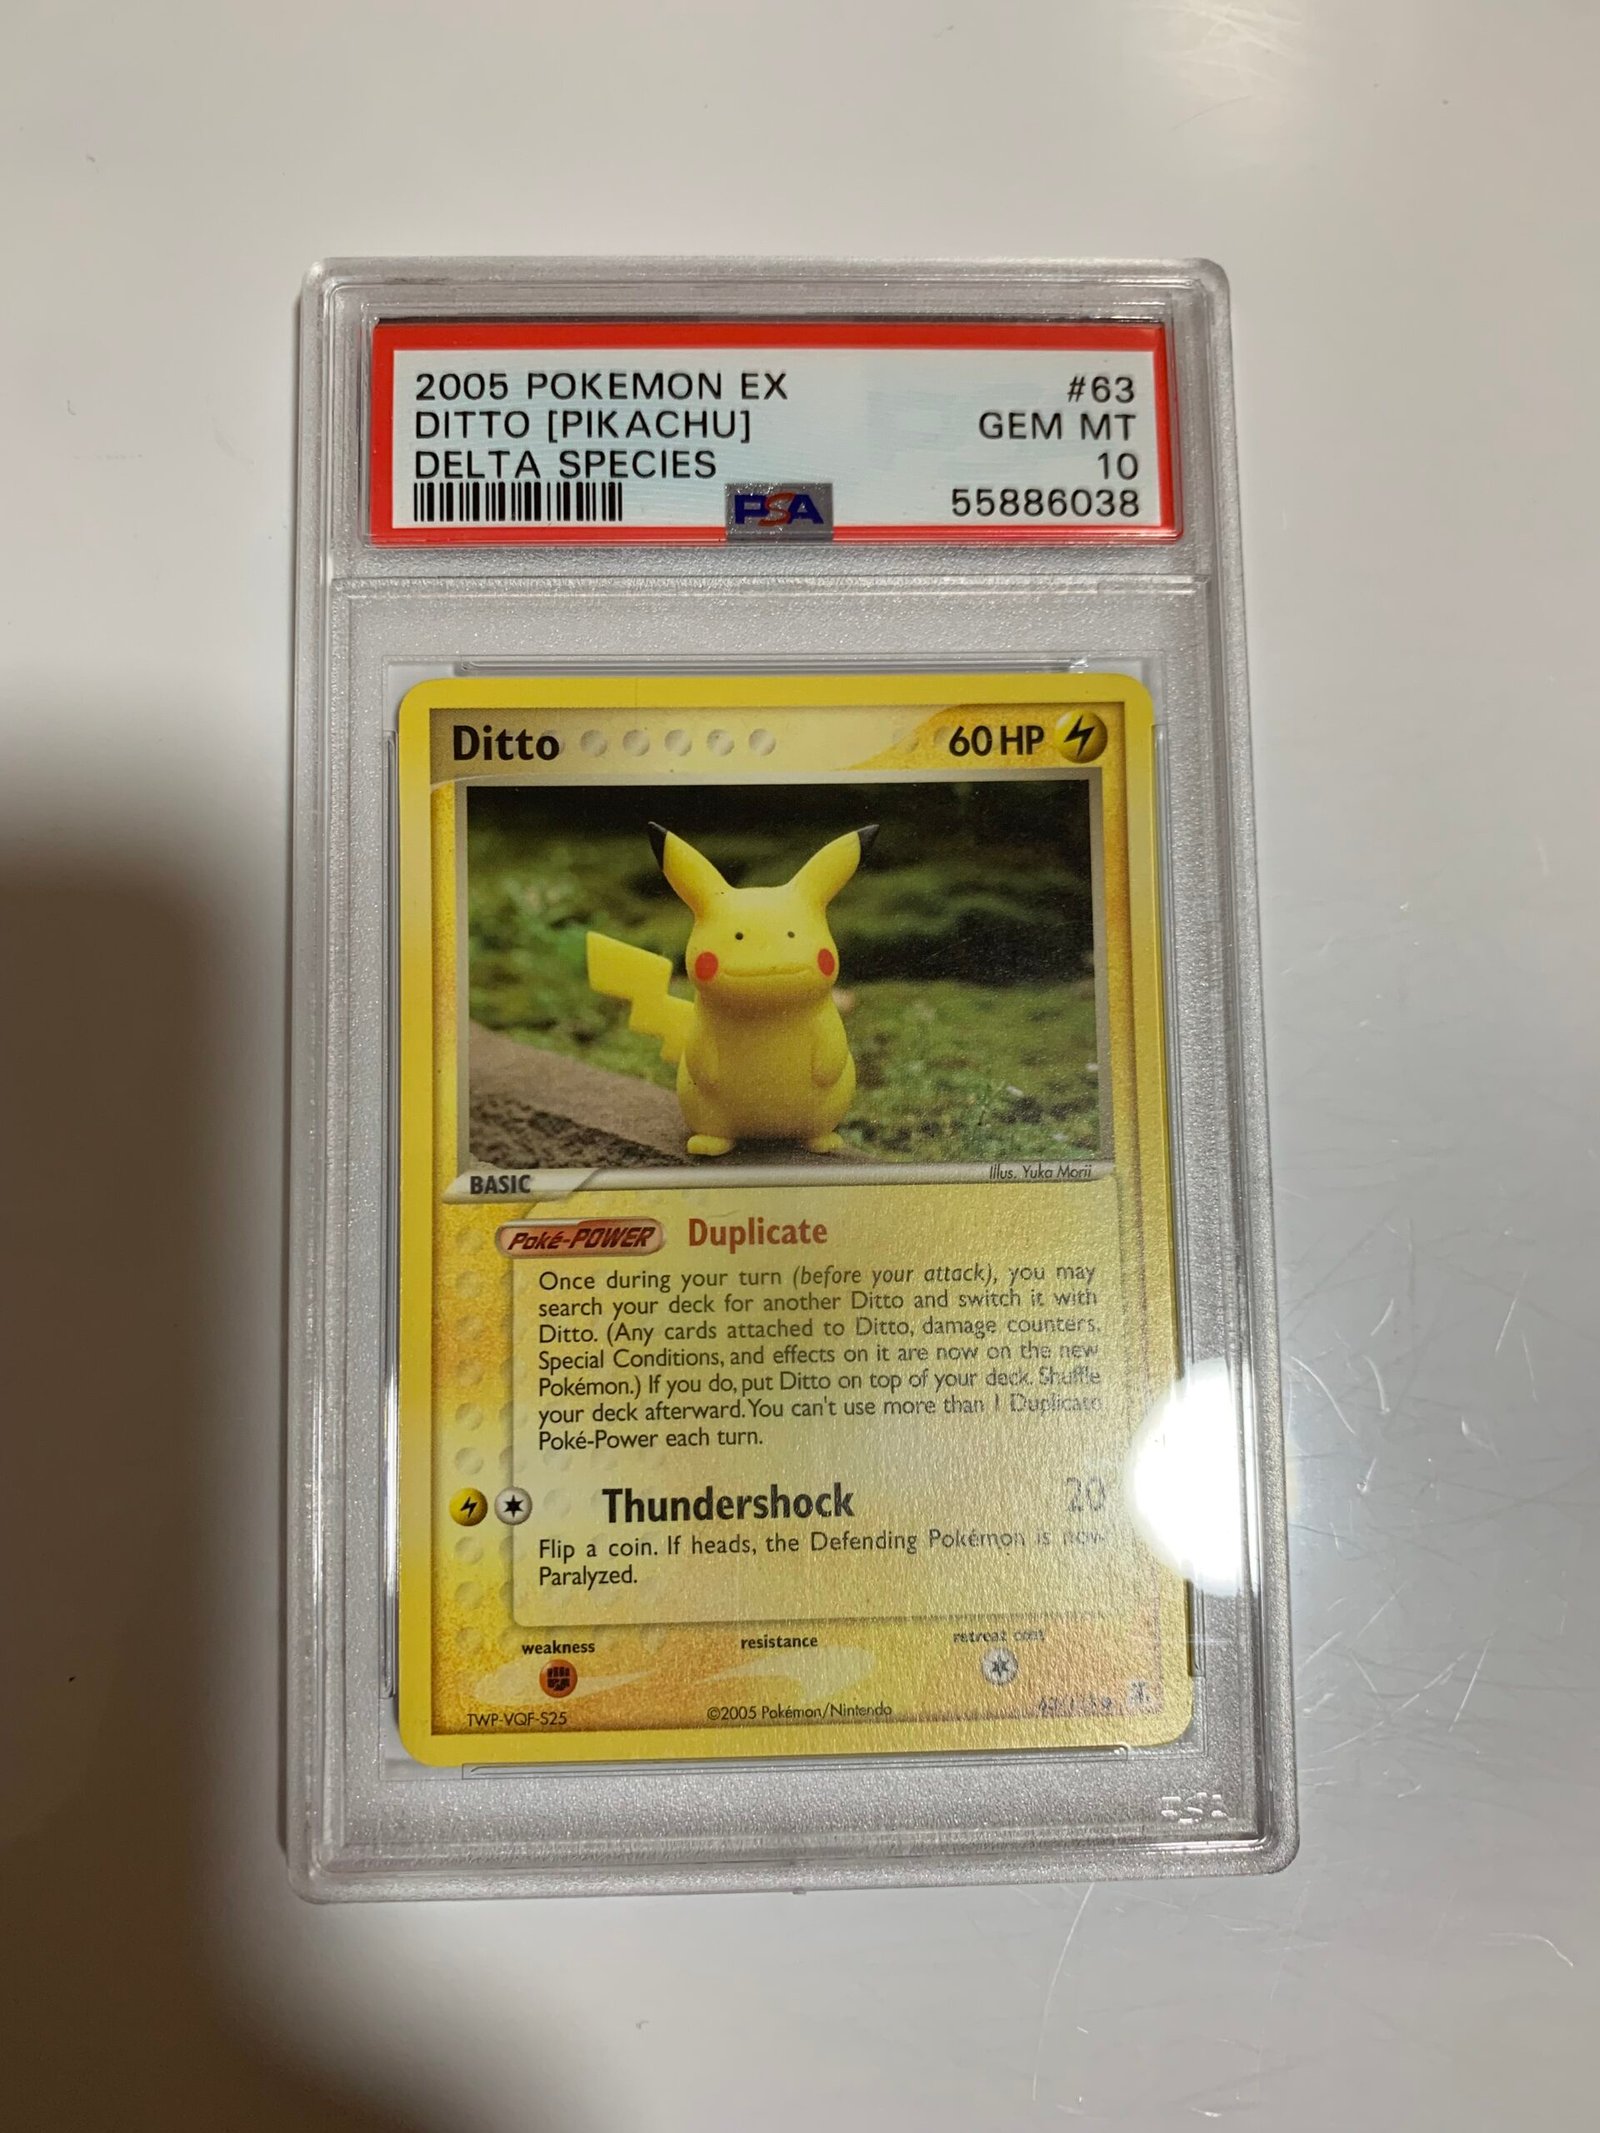 2005 POKEMON EX #63
DITTO [PIKACHU] GEM MT
DELTA SPECIES 10
PSA 55886038
Ditto 60 HP
BASIC Illus. Yuka Morii
Poké-POWER Duplicate
Once during your turn (before your attack), you may
search your deck for another Ditto and switch it with
Ditto. (Any cards attached to Ditto, damage counters,
Special Conditions, and effects on it are now on the new
Pokémon.) If you do, put Ditto on top of your deck. Shuffle
your deck afterward. You can't use more than 1 Duplicate
Poké-Power each turn.
Thundershock 20
Flip a coin. If heads, the Defending Pokémon is now
Paralyzed.
weakness resistance retreat cost
TWP-VQF-S25 ©2005 Pokémon/Nintendo
PSA